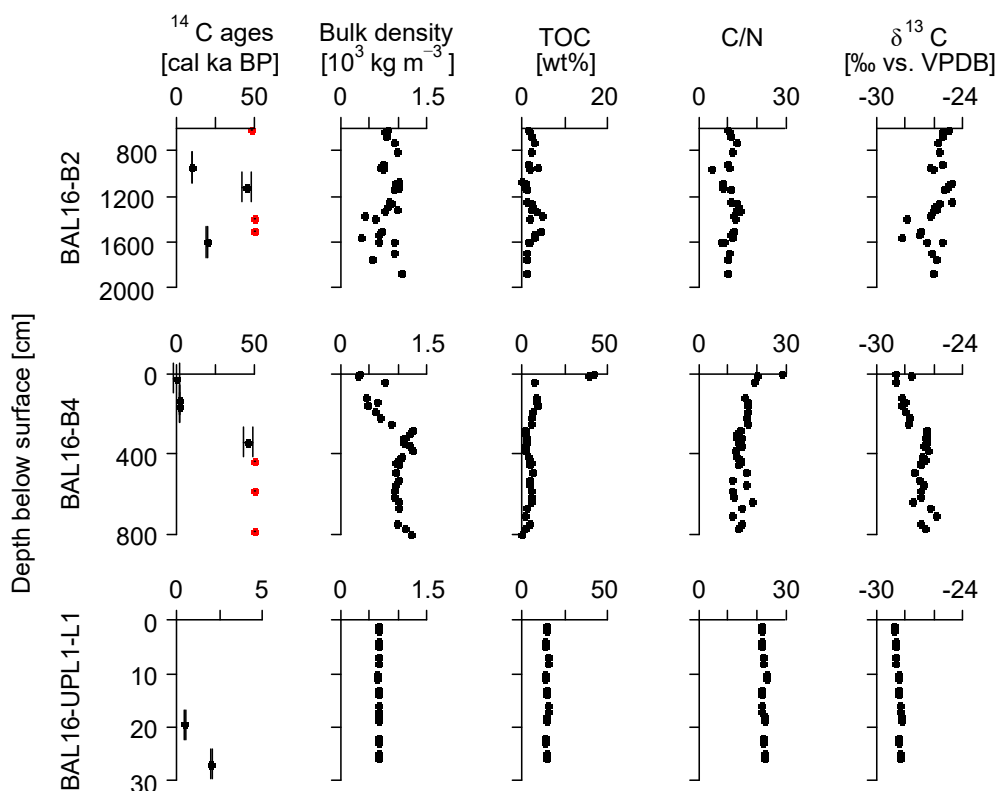 ¹⁴ C ages Bulk density TOC C/N δ¹³ C
[cal ka BP] [10³ kg m⁻³ ] [wt%] [‰ vs. VPDB]
0 50 0 1.5 0 20 0 30 -30 -24
BAL16-B2
800
1200
1600
2000
0 50 0 1.5 0 50 0 30 -30 -24
Depth below surface [cm]
BAL16-B4
0
400
800
0 5 0 1.5 0 50 0 30 -30 -24
BAL16-UPL1-L1
0
10
20
30